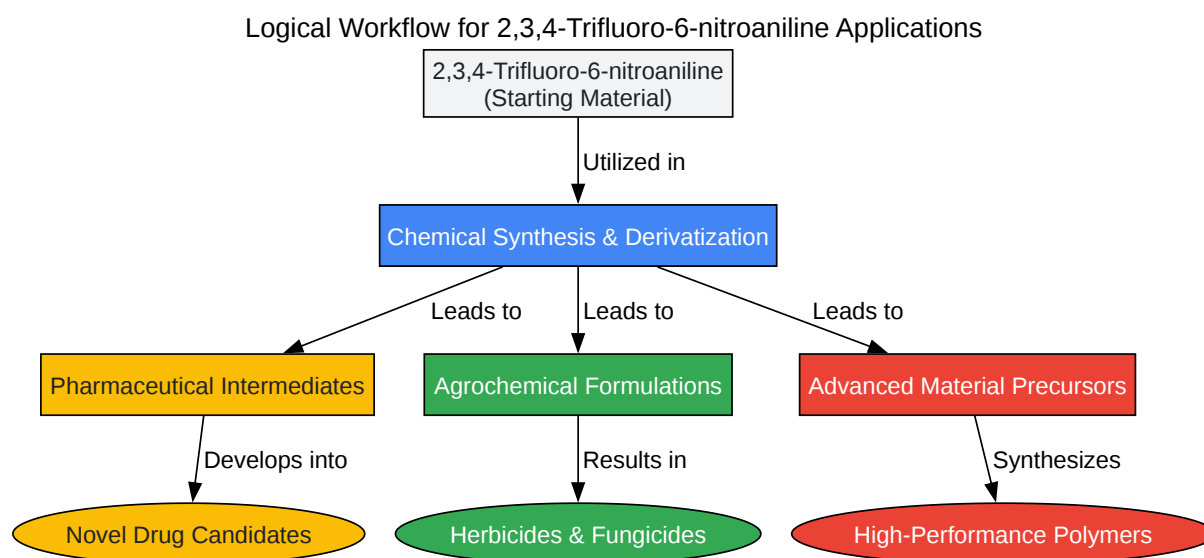 Logical Workflow for 2,3,4-Trifluoro-6-nitroaniline Applications
2,3,4-Trifluoro-6-nitroaniline
(Starting Material)
Utilized in
Chemical Synthesis & Derivatization
Leads to
Leads to
Leads to
Pharmaceutical Intermediates
Agrochemical Formulations
Advanced Material Precursors
Develops into
Results in
Synthesizes
Novel Drug Candidates
Herbicides & Fungicides
High-Performance Polymers